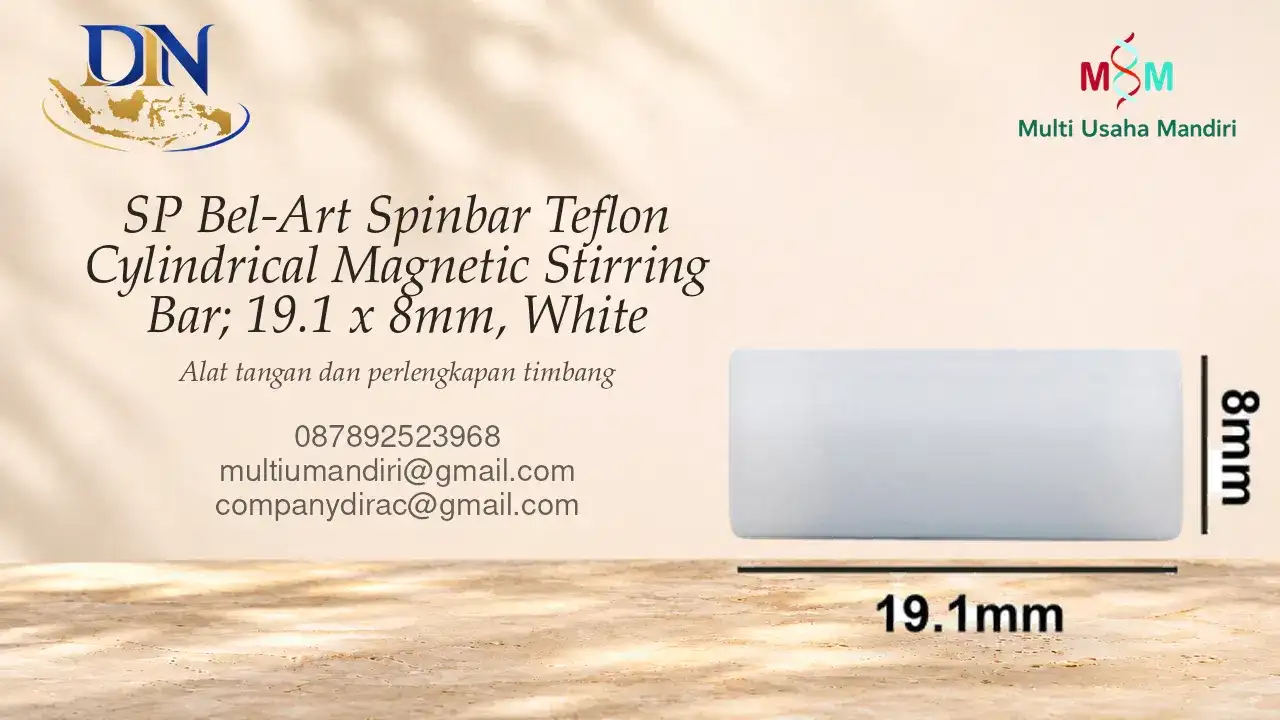 DN
M M
Multi Usaha Mandiri
SP Bel-Art Spinbar Teflon
Cylindrical Magnetic Stirring
Bar; 19.1 x 8mm, White
Alat tangan dan perlengkapan timbang
087892523968
multiumandiri@gmail.com
companydirac@gmail.com
8mm
19.1mm